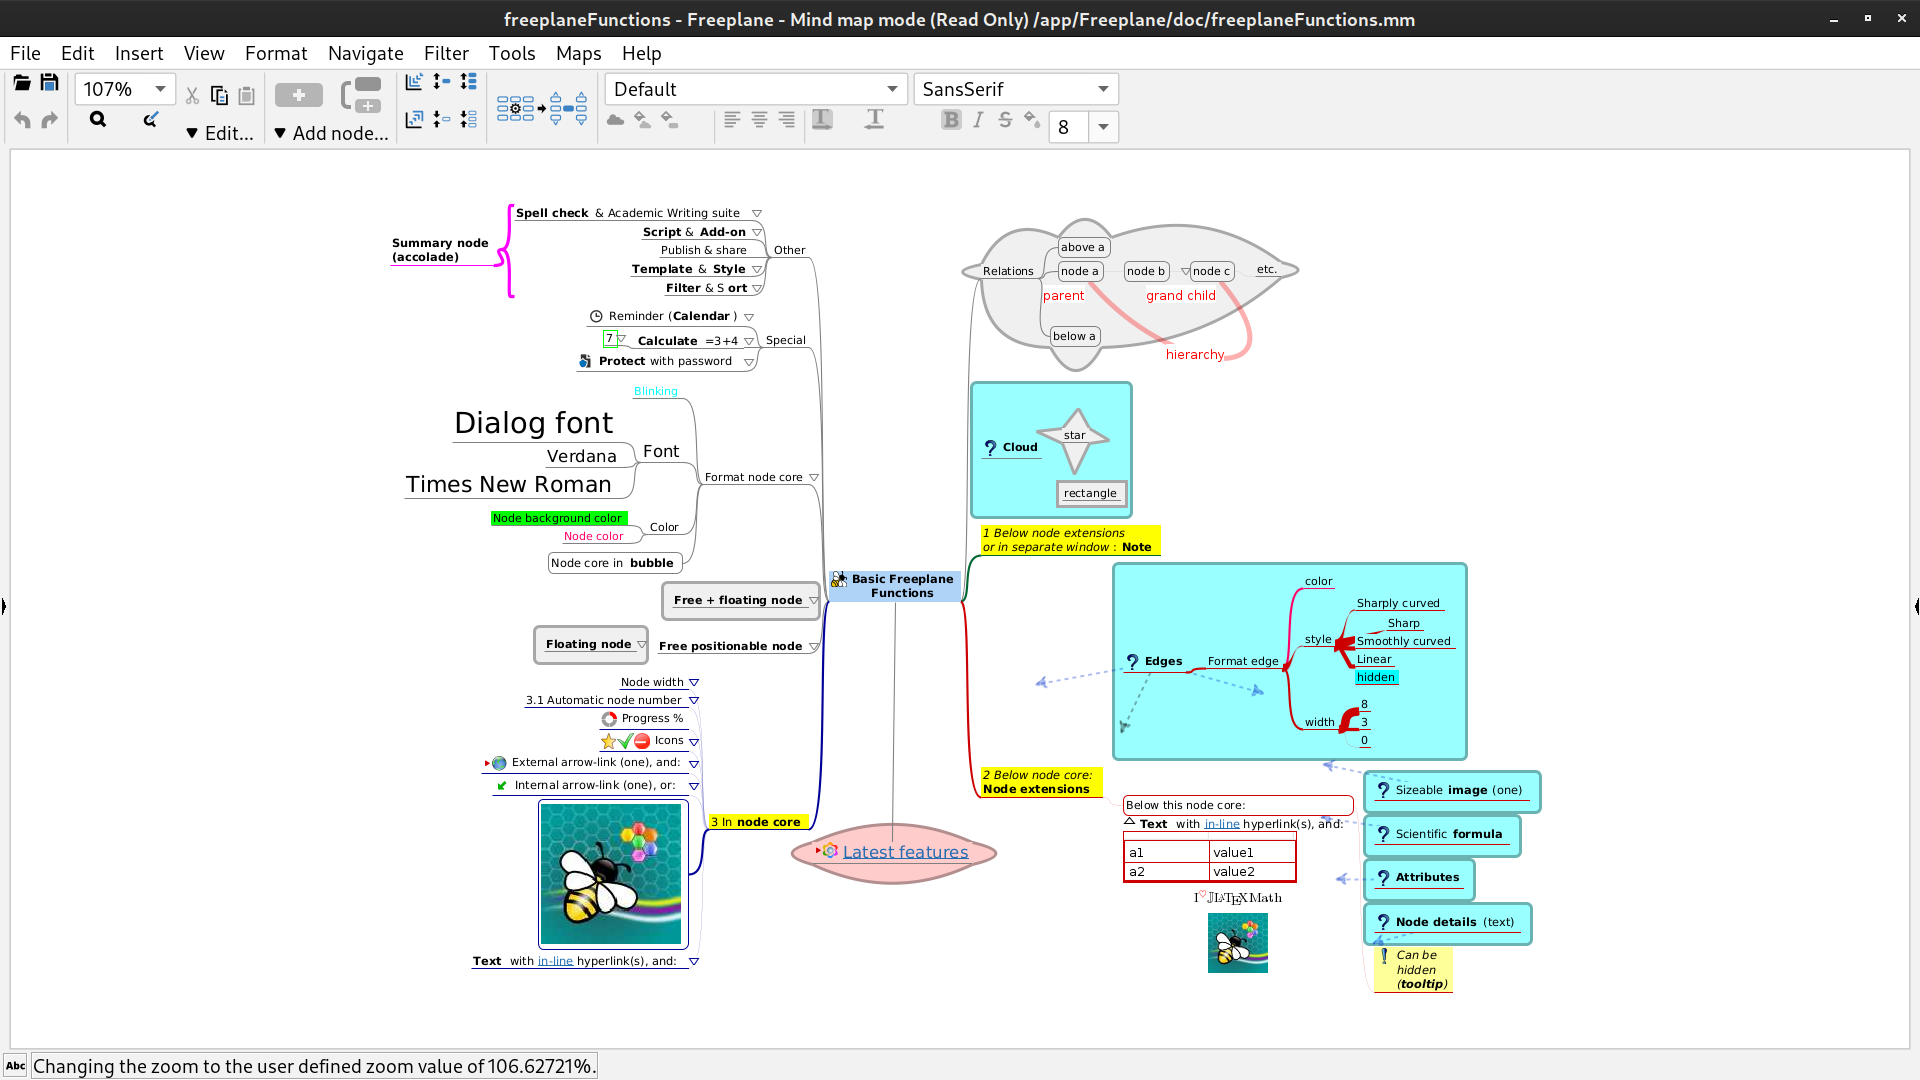 freeplaneFunctions - Freeplane - Mind map mode (Read Only) /app/Freeplane/doc/freeplaneFunctions.mm
File Edit Insert View Format Navigate Filter Tools Maps Help
107%
Default
SansSerif
Edit...
Add node...
B I S
8
Summary node
(accolade)
Spell check & Academic Writing suite
Script & Add-on
Publish & share
Template & Style
Filter & S ort
Other
Reminder (Calendar )
7
Calculate =3+4
Protect with password
Special
Blinking
Dialog font
Verdana
Times New Roman
Font
Format node core
Node background color
Node color
Color
Node core in bubble
Free + floating node
Floating node
Free positionable node
Node width
3.1 Automatic node number
Progress %
Icons
External arrow-link (one), and:
Internal arrow-link (one), or:
3 In node core
Text with in-line hyperlink(s), and:
Basic Freeplane
Functions
Latest features
Relations
above a
node a
node b
node c
etc.
parent
grand child
below a
hierarchy
Cloud
star
rectangle
1 Below node extensions
or in separate window : Note
Edges
Format edge
color
style
Sharply curved
Sharp
Smoothly curved
Linear
hidden
width
8
3
0
2 Below node core:
Node extensions
Below this node core:
Text with in-line hyperlink(s), and:
a1 value1
a2 value2
I♡JLATEXMath
Sizeable image (one)
Scientific formula
Attributes
Node details (text)
Can be
hidden
(tooltip)
Abc
Changing the zoom to the user defined zoom value of 106.62721%.